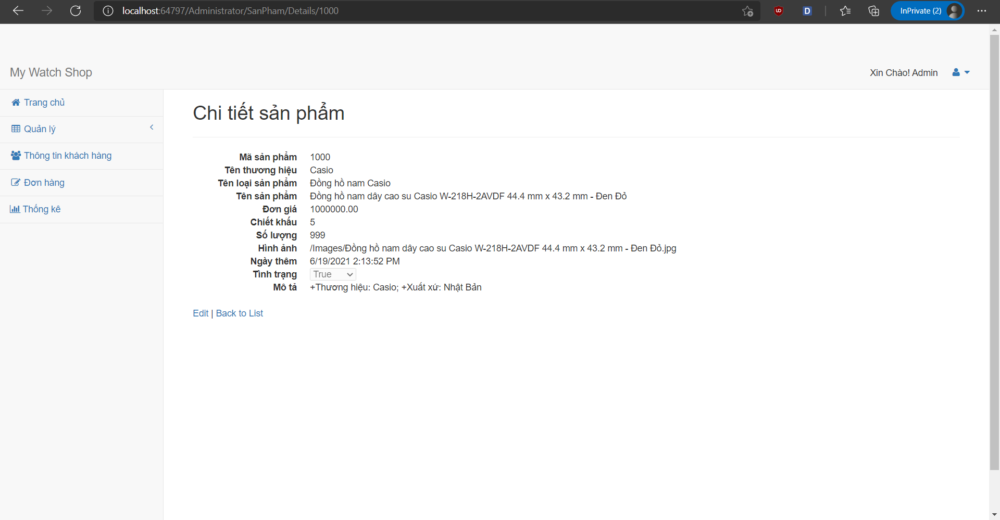 localhost:64797/Administrator/SanPham/Details/1000
InPrivate (2)
My Watch Shop
Xin Chào! Admin
Trang chủ
Quản lý
Thông tin khách hàng
Đơn hàng
Thống kê
Chi tiết sản phẩm
Mã sản phẩm 1000
Tên thương hiệu Casio
Tên loại sản phẩm Đồng hồ nam Casio
Tên sản phẩm Đồng hồ nam dây cao su Casio W-218H-2AVDF 44.4 mm x 43.2 mm - Đen Đỏ
Đơn giá 1000000.00
Chiết khấu 5
Số lượng 999
Hình ảnh /Images/Đồng hồ nam dây cao su Casio W-218H-2AVDF 44.4 mm x 43.2 mm - Đen Đỏ.jpg
Ngày thêm 6/19/2021 2:13:52 PM
Tình trạng True
Mô tả +Thương hiệu: Casio; +Xuất xứ: Nhật Bản
Edit | Back to List